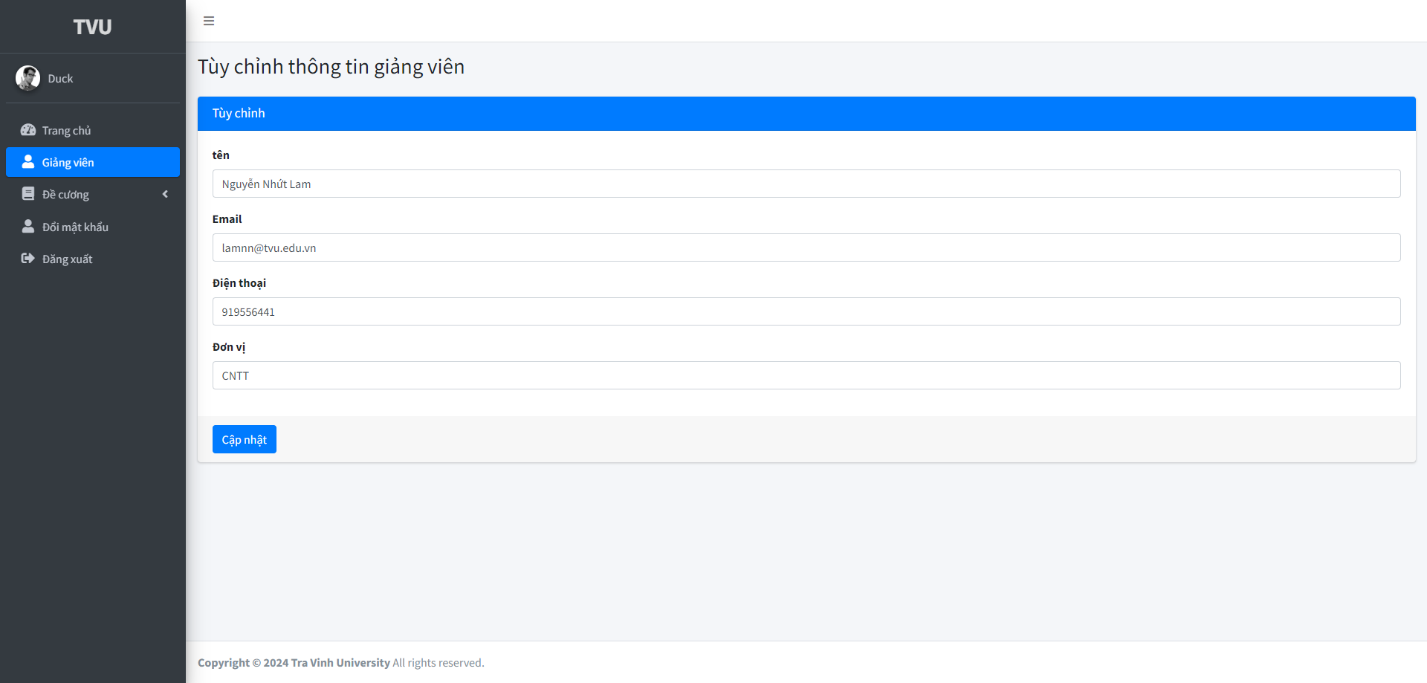 TVU
Duck
Trang chủ
Giảng viên
Đề cương
Đổi mật khẩu
Đăng xuất
Tùy chỉnh thông tin giảng viên
Tùy chỉnh
tên
Nguyễn Nhứt Lam
Email
lamnn@tvu.edu.vn
Điện thoại
919556441
Đơn vị
CNTT
Cập nhật
Copyright © 2024 Tra Vinh University All rights reserved.